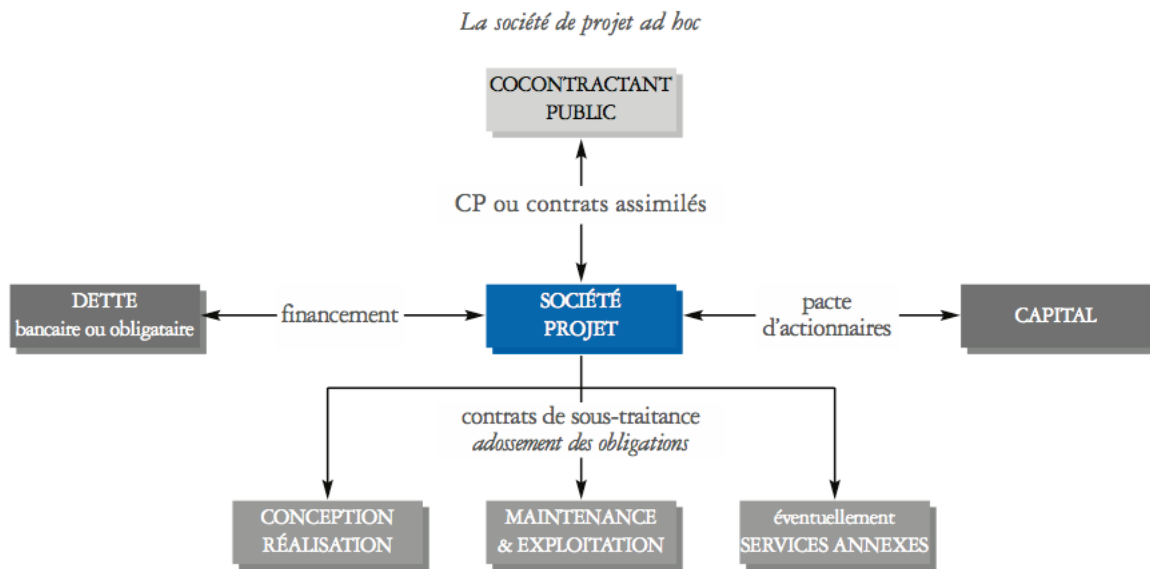 La société de projet ad hoc
COCONTRACTANT
PUBLIC
CP ou contrats assimilés
DETTE
bancaire ou obligataire
financement
SOCIÉTÉ
PROJET
pacte
d'actionnaires
CAPITAL
contrats de sous-traitance
adossement des obligations
CONCEPTION
RÉALISATION
MAINTENANCE
& EXPLOITATION
éventuellement
SERVICES ANNEXES